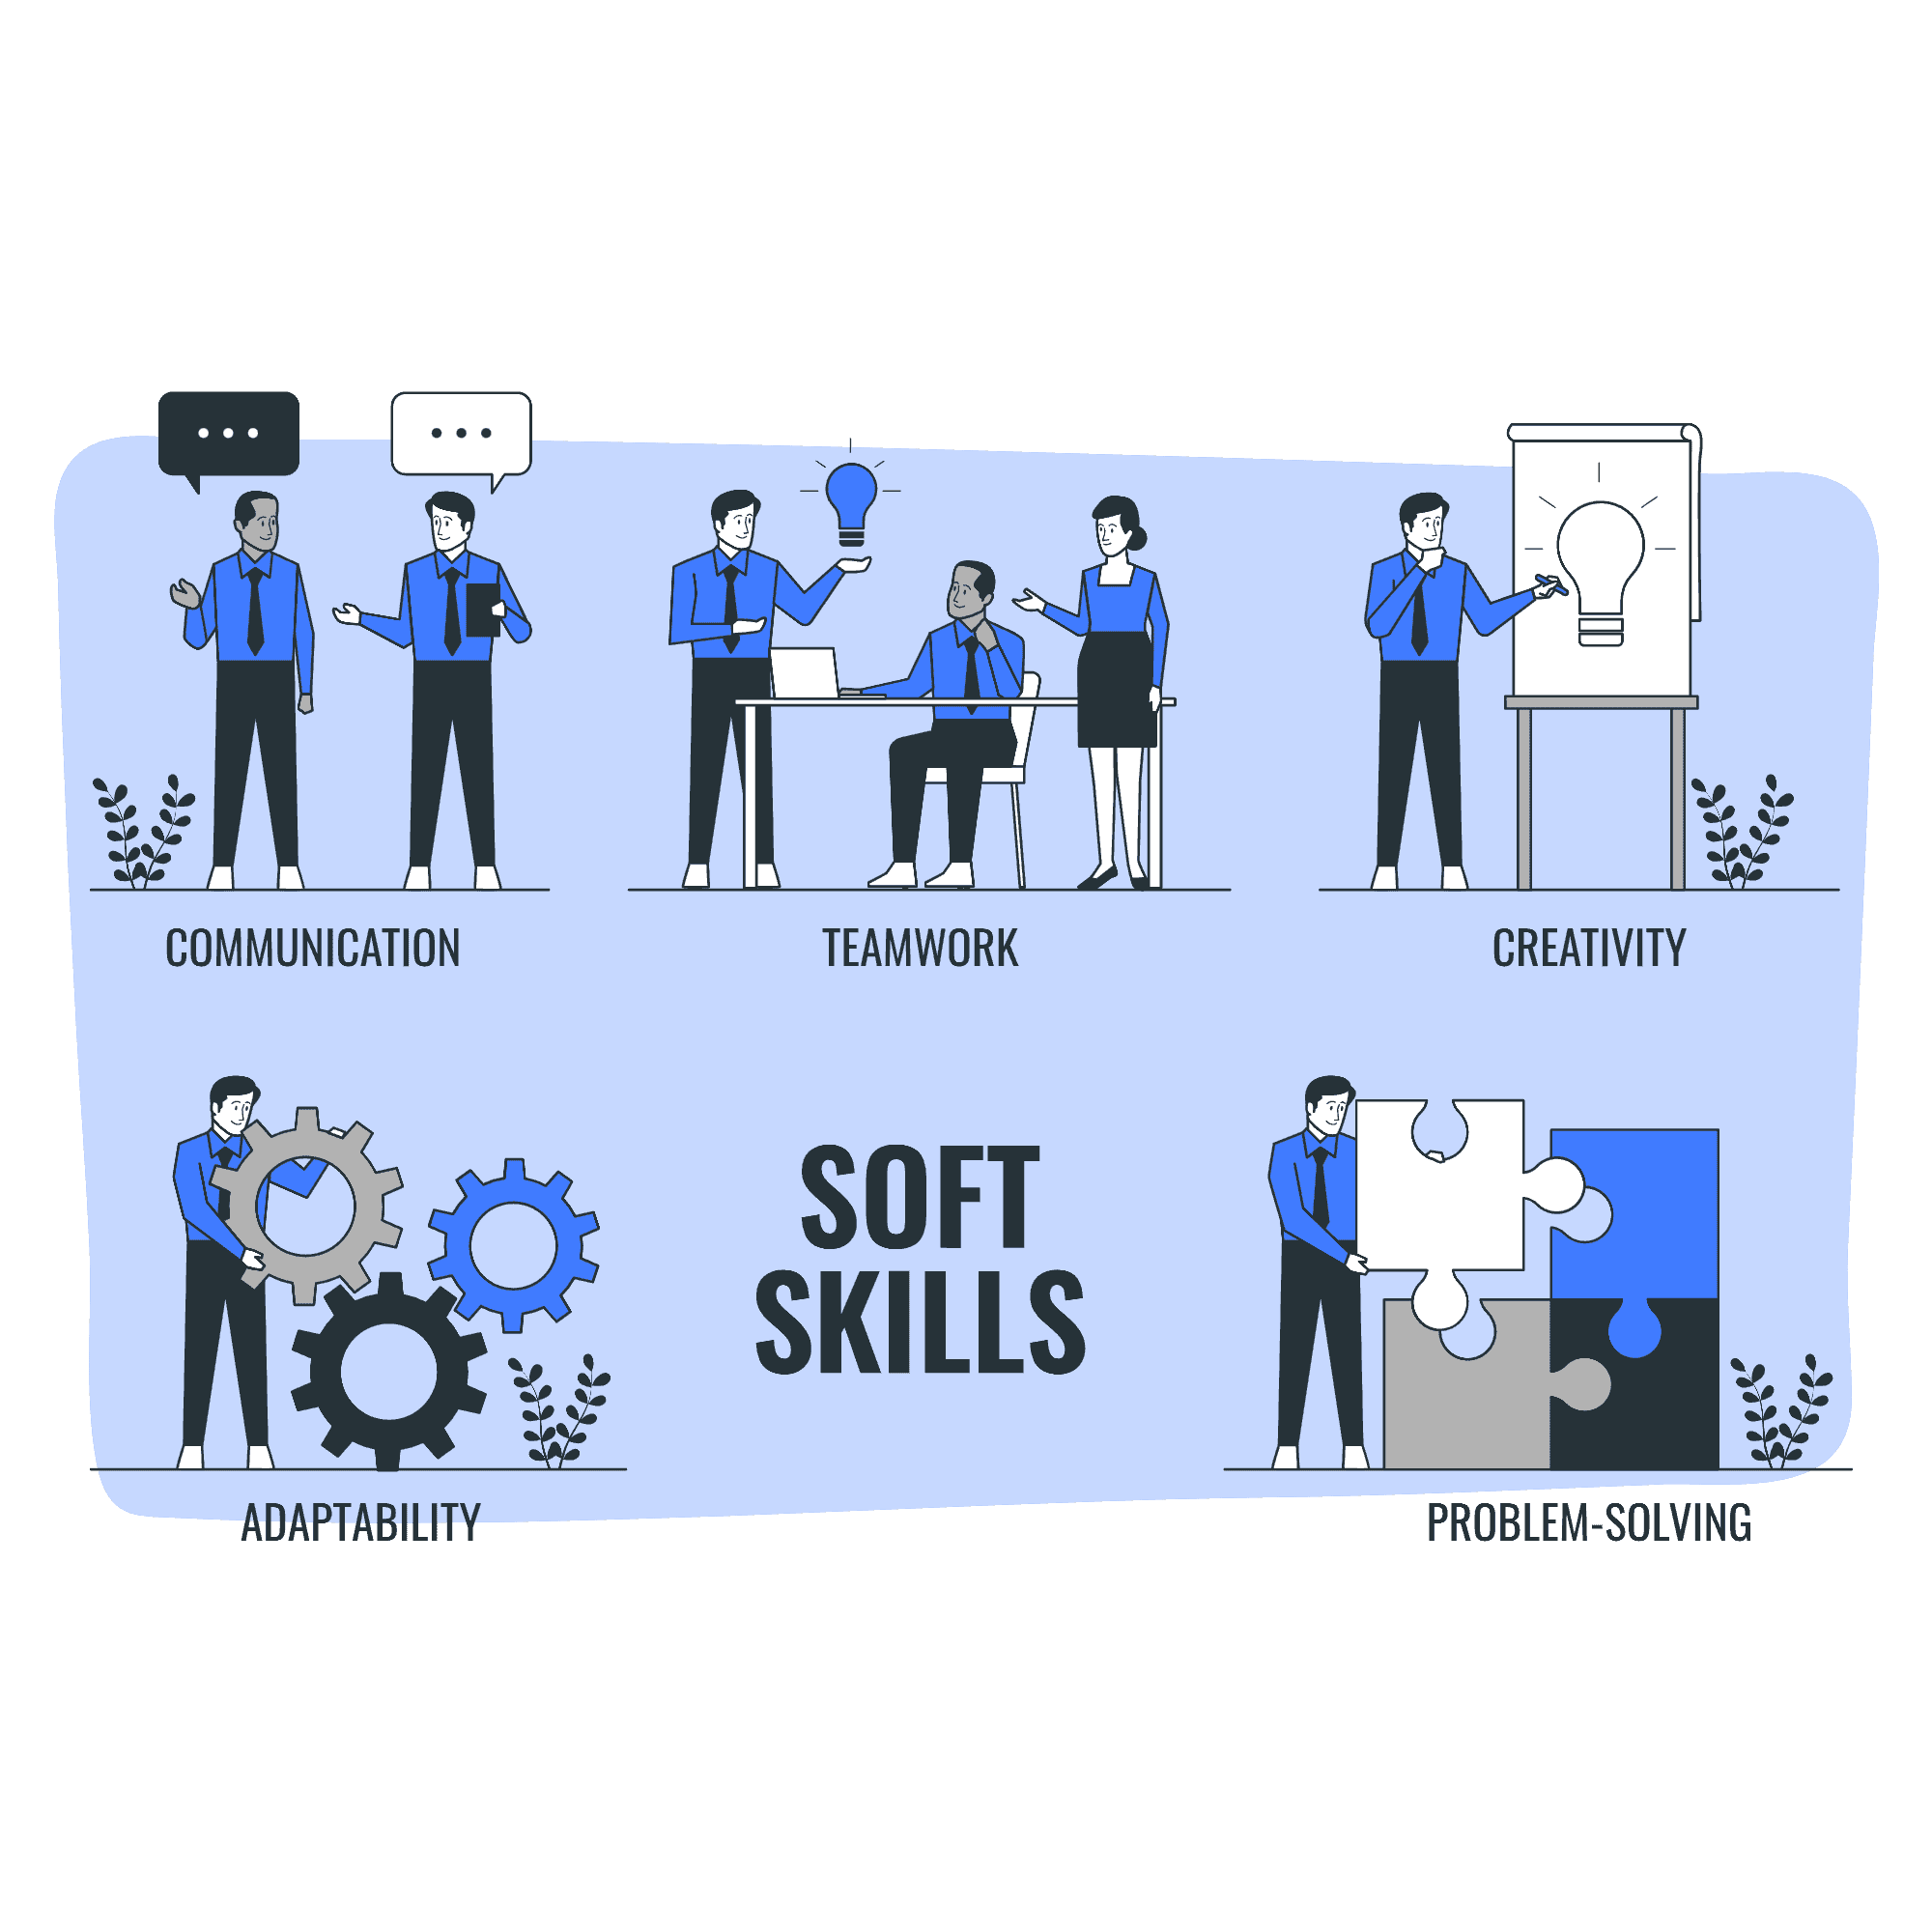 COMMUNICATION
TEAMWORK
CREATIVITY
SOFT
SKILLS
ADAPTABILITY
PROBLEM-SOLVING